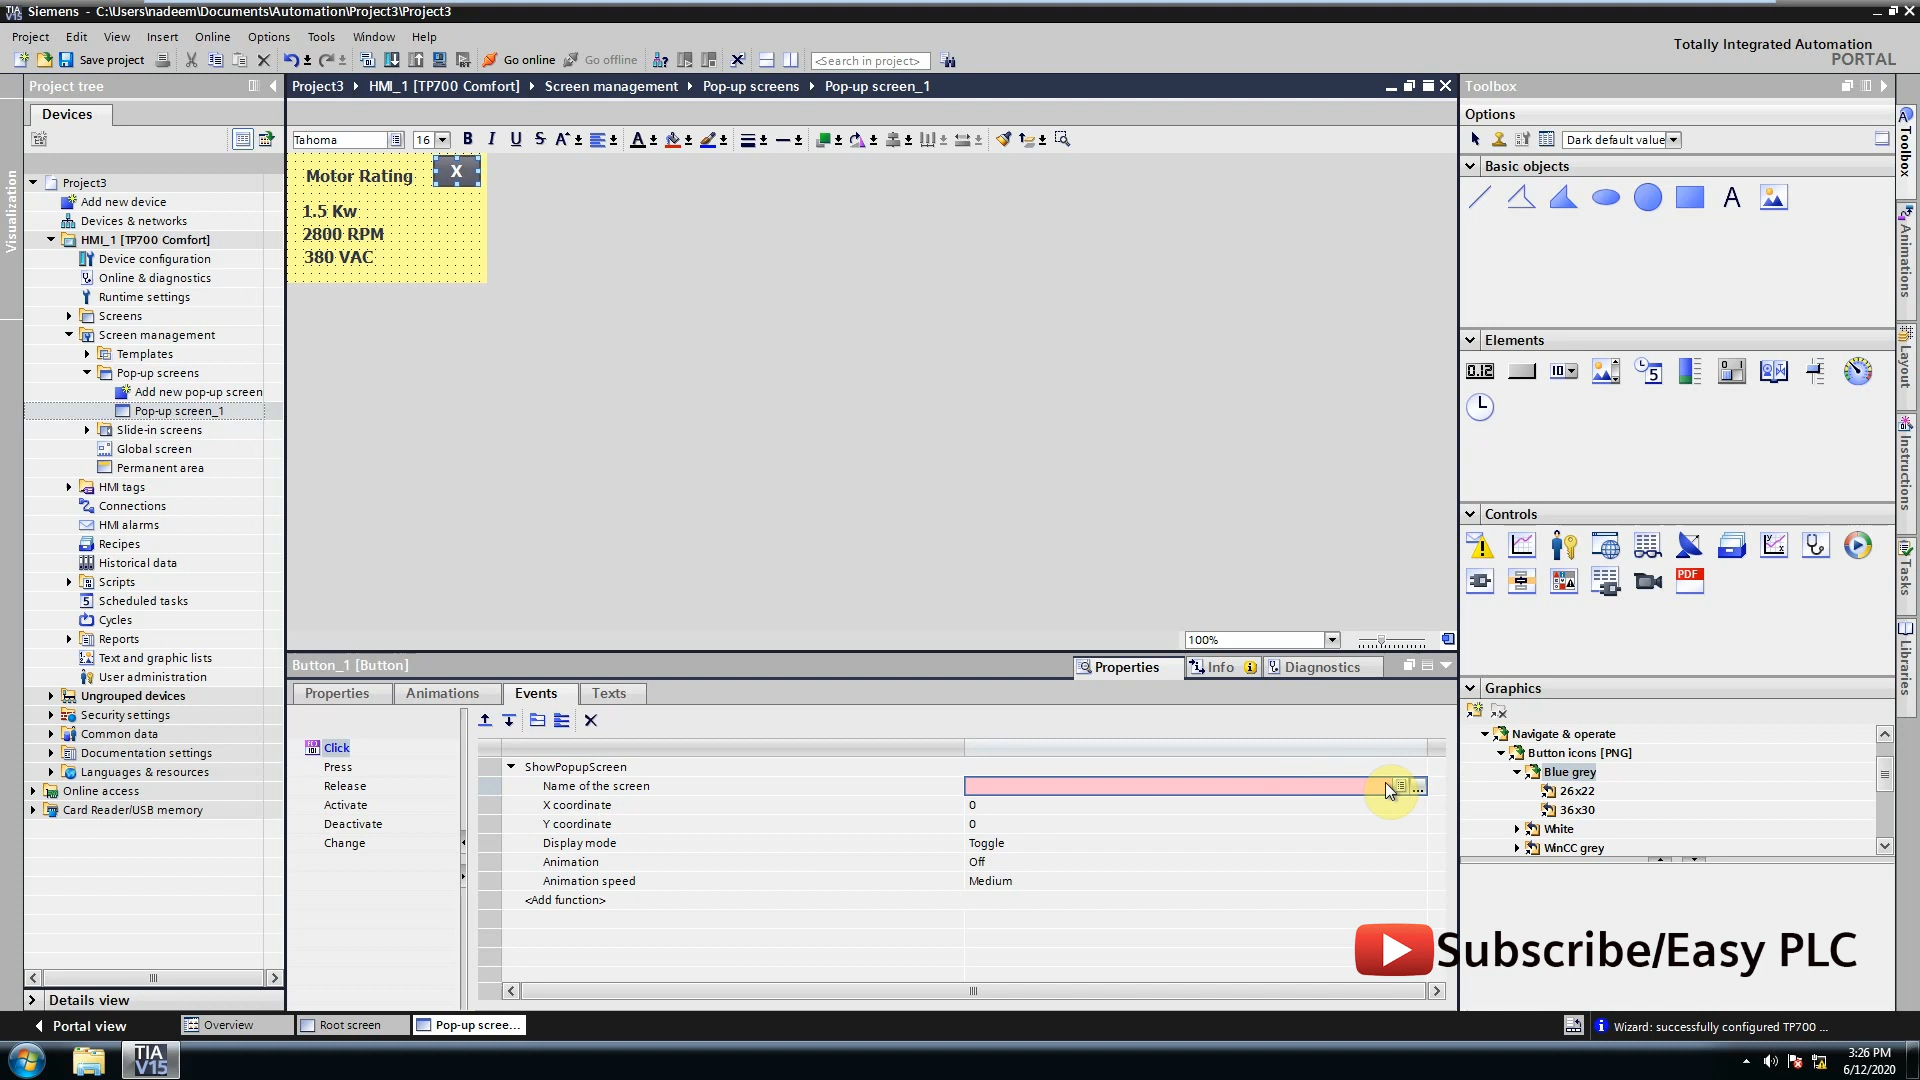 Siemens - C:\Users\nadeem\Documents\Automation\Project3\Project3
Project Edit View Insert Online Options Tools Window Help
Totally Integrated Automation
PORTAL
Save project
Go online
Go offline
<Search in project>
Project tree
Project3 HMI_1 [TP700 Comfort] Screen management Pop-up screens Pop-up screen_1
Toolbox
Devices
Options
Tahoma
16
Dark default value
Visualization
Project3
Add new device
Devices & networks
HMI_1 [TP700 Comfort]
Device configuration
Online & diagnostics
Runtime settings
Screens
Screen management
Templates
Pop-up screens
Add new pop-up screen
Pop-up screen_1
Slide-in screens
Global screen
Permanent area
HMI tags
Connections
HMI alarms
Recipes
Historical data
Scripts
Scheduled tasks
Cycles
Reports
Text and graphic lists
User administration
Ungrouped devices
Security settings
Common data
Documentation settings
Languages & resources
Online access
Card Reader/USB memory
Details view
Motor Rating
X
1.5 Kw
2800 RPM
380 VAC
100%
Button_1 [Button]
Properties Info Diagnostics
Properties Animations Events Texts
Click
Press
Release
Activate
Deactivate
Change
ShowPopupScreen
Name of the screen
X coordinate 0
Y coordinate 0
Display mode Toggle
Animation Off
Animation speed Medium
<Add function>
Basic objects
Elements
Controls
PDF
Graphics
Navigate & operate
Button icons [PNG]
Blue grey
26x22
36x30
White
WinCC grey
Toolbox
Animations
Layout
Instructions
Tasks
Libraries
Subscribe/Easy PLC
Portal view
Overview
Root screen
Pop-up scree...
Wizard: successfully configured TP700 ...
TIA
V15
3:26 PM
6/12/2020